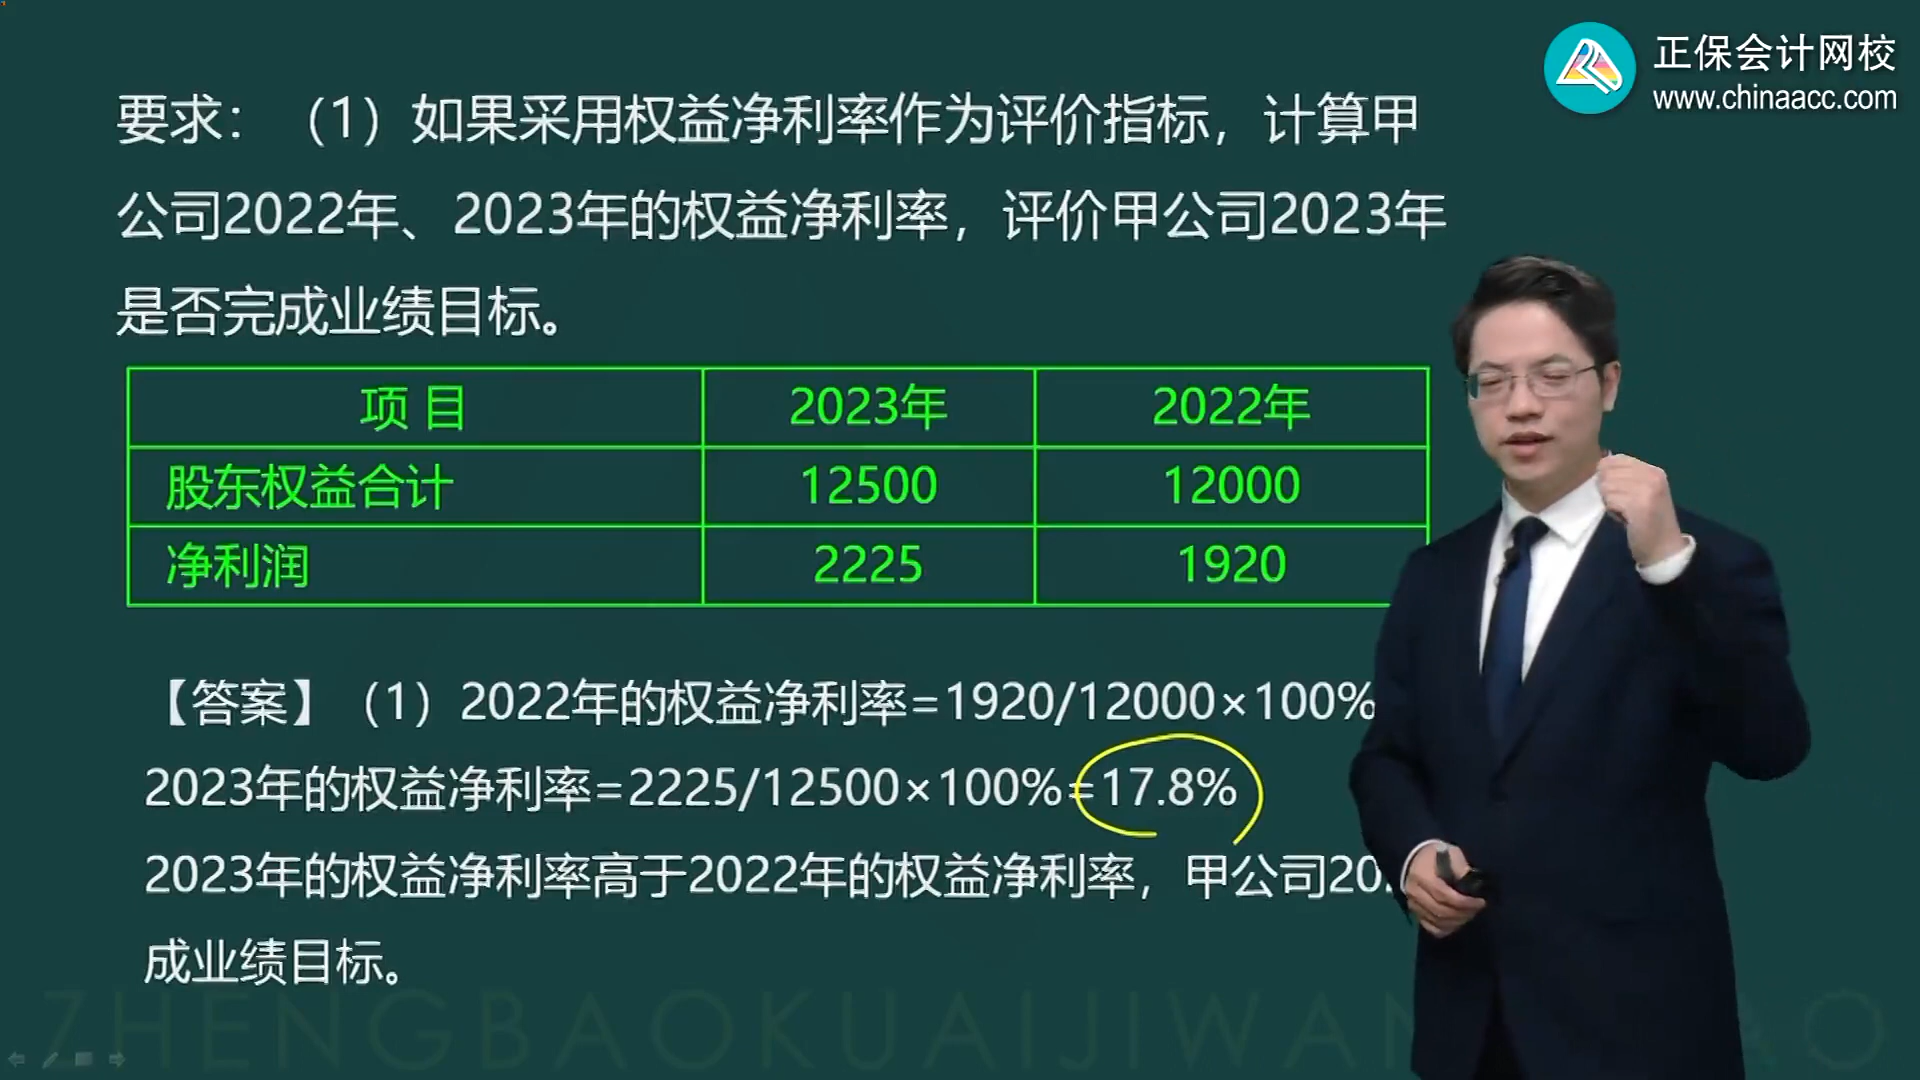 正保会计网校
www.chinaacc.com
要求：（1）如果采用权益净利率作为评价指标，计算甲
公司2022年、2023年的权益净利率，评价甲公司2023年
是否完成业绩目标。
项 目 2023年 2022年
股东权益合计 12500 12000
净利润 2225 1920
【答案】（1）2022年的权益净利率=1920/12000×100%
2023年的权益净利率=2225/12500×100%=17.8%
2023年的权益净利率高于2022年的权益净利率，甲公司20
成业绩目标。
ZHENGBAOKUAIJIWAN